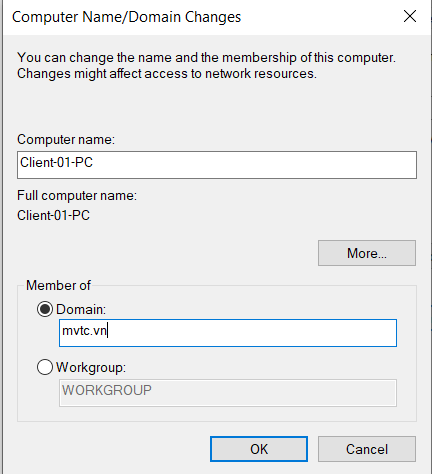 Computer Name/Domain Changes
You can change the name and the membership of this computer.
Changes might affect access to network resources.
Computer name:
Client-01-PC
Full computer name:
Client-01-PC
More...
Member of
Domain:
mvtc.vn
Workgroup:
WORKGROUP
OK
Cancel